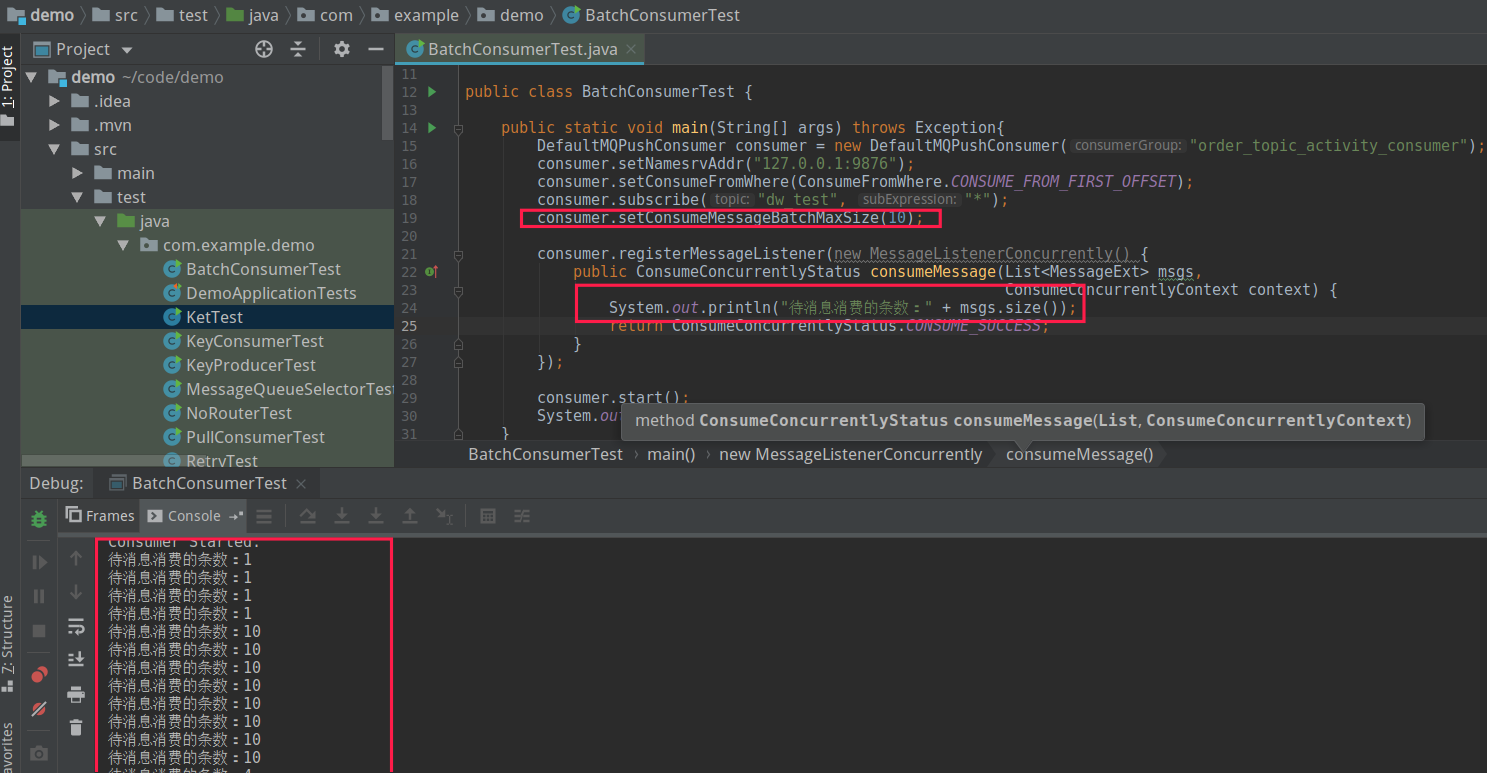 demo src test java com example demo BatchConsumerTest
Project
BatchConsumerTest.java
1: Project
demo ~/code/demo
.idea
.mvn
src
main
test
java
com.example.demo
BatchConsumerTest
DemoApplicationTests
KetTest
KeyConsumerTest
KeyProducerTest
MessageQueueSelectorTest
NoRouterTest
PullConsumerTest
RetryTest
11
12 public class BatchConsumerTest {
13
14 public static void main(String[] args) throws Exception{
15 DefaultMQPushConsumer consumer = new DefaultMQPushConsumer( consumerGroup: "order_topic_activity_consumer");
16 consumer.setNamesrvAddr("127.0.0.1:9876");
17 consumer.setConsumeFromWhere(ConsumeFromWhere.CONSUME_FROM_FIRST_OFFSET);
18 consumer.subscribe( topic: "dw_test", subExpression: "*");
19 consumer.setConsumeMessageBatchMaxSize(10);
20
21 consumer.registerMessageListener(new MessageListenerConcurrently() {
22 public ConsumeConcurrentlyStatus consumeMessage(List<MessageExt> msgs,
23 ConsumeConcurrentlyContext context) {
24 System.out.println("待消息消费的条数：" + msgs.size());
25 return ConsumeConcurrentlyStatus.CONSUME_SUCCESS;
26 }
27 });
28
29 consumer.start();
30 System.ou
31 }
method ConsumeConcurrentlyStatus consumeMessage(List, ConsumeConcurrentlyContext)
BatchConsumerTest › main() › new MessageListenerConcurrently › consumeMessage()
Debug: BatchConsumerTest
Frames Console
Consumer Started.
待消息消费的条数：1
待消息消费的条数：1
待消息消费的条数：1
待消息消费的条数：1
待消息消费的条数：10
待消息消费的条数：10
待消息消费的条数：10
待消息消费的条数：10
待消息消费的条数：10
待消息消费的条数：10
待消息消费的条数：10
待消息消费的条数：10
7: Structure
avorites